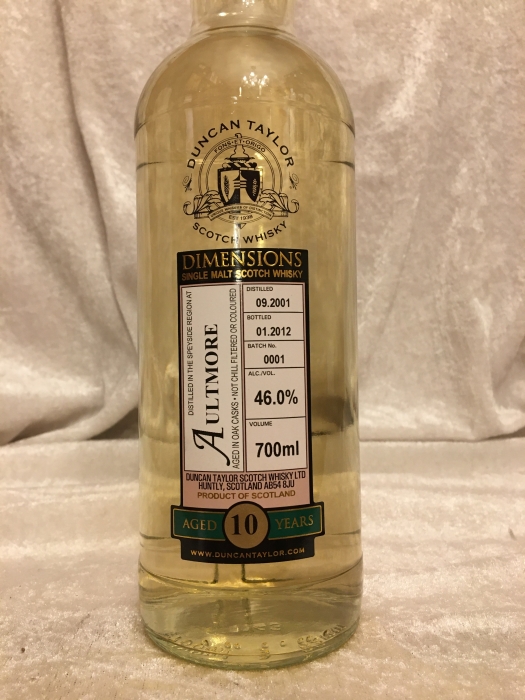 DUNCAN TAYLOR
FONS·ET·ORIGO
EST 1938
SCOTCH WHISKY
DIMENSIONS
SINGLE MALT SCOTCH WHISKY
DISTILLED IN THE SPEYSIDE REGION AT
AULTMORE
AGED IN OAK CASKS • NOT CHILL FILTERED OR COLOURED
DISTILLED
09.2001
BOTTLED
01.2012
BATCH No.
0001
ALC./VOL.
46.0%
VOLUME
700ml
DUNCAN TAYLOR SCOTCH WHISKY LTD
HUNTLY, SCOTLAND AB54 8JU
PRODUCT OF SCOTLAND
AGED 10 YEARS
WWW.DUNCANTAYLOR.COM